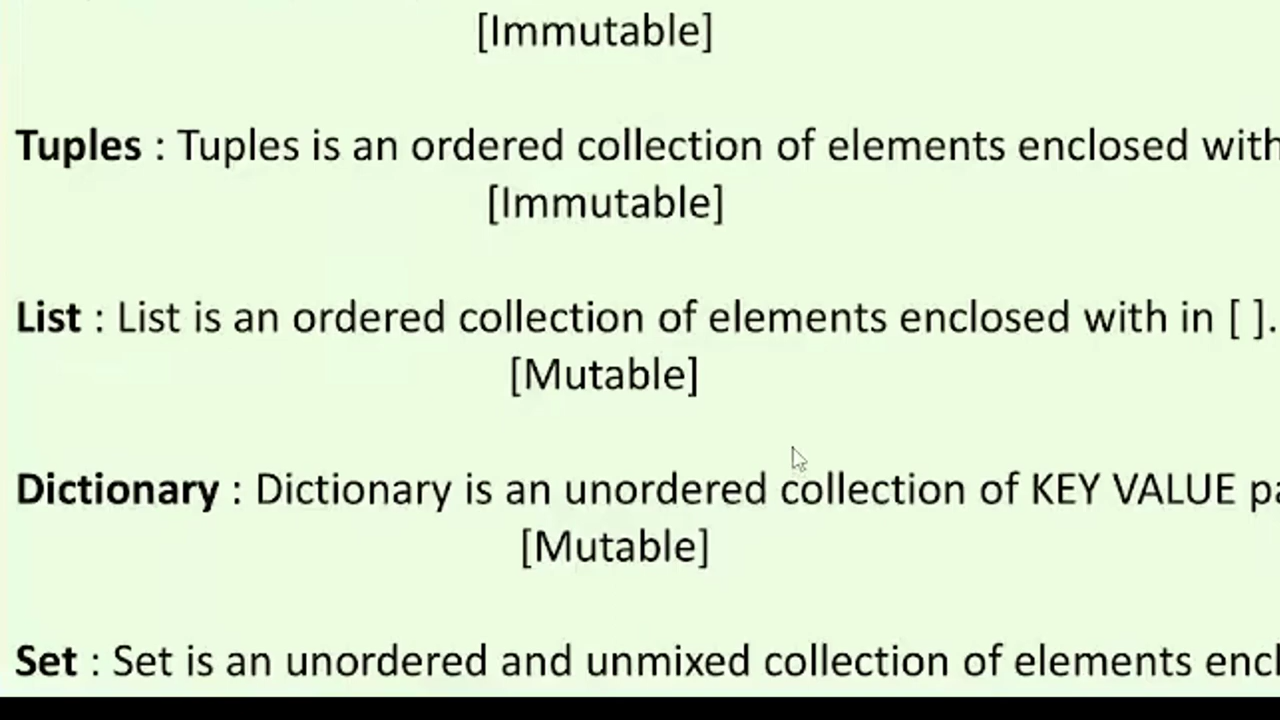 [Immutable]
Tuples : Tuples is an ordered collection of elements enclosed with
[Immutable]
List : List is an ordered collection of elements enclosed with in [ ].
[Mutable]
Dictionary : Dictionary is an unordered collection of KEY VALUE
[Mutable]
Set : Set is an unordered and unmixed collection of elements